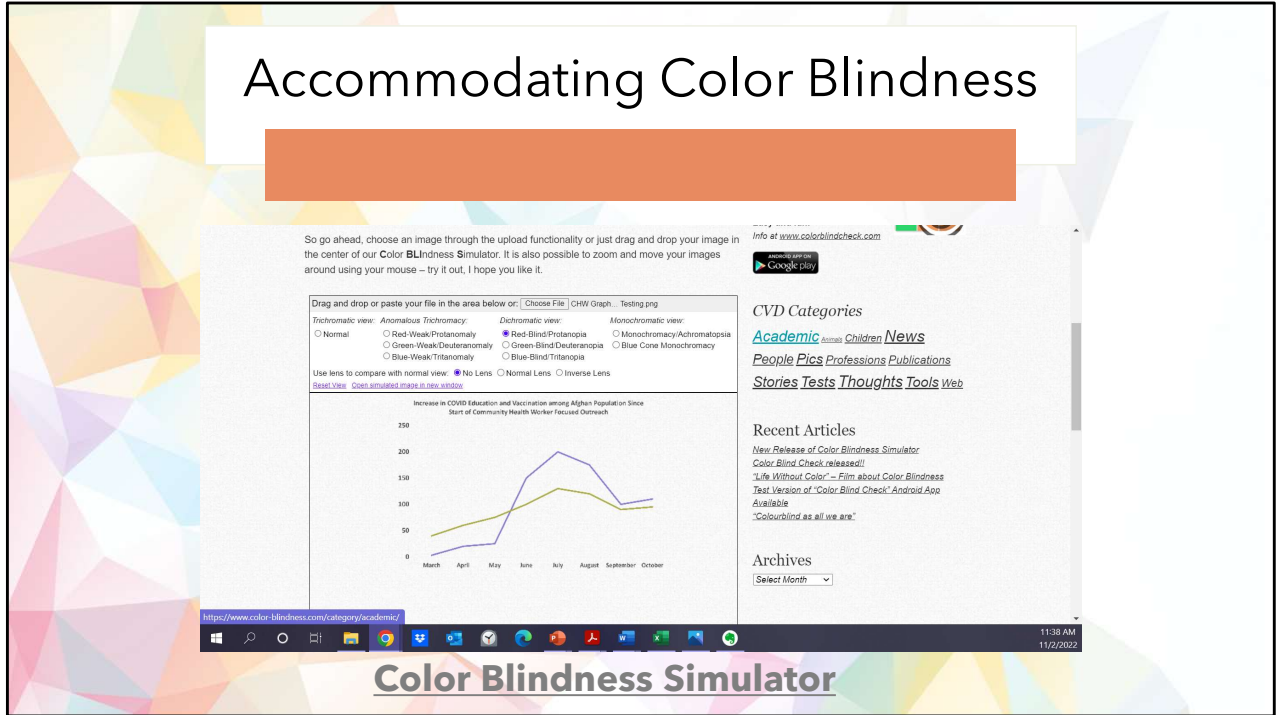 Accommodating Color Blindness
So go ahead, choose an image through the upload functionality or just drag and drop your image in
the center of our Color BLIndness Simulator. It is also possible to zoom and move your images
around using your mouse – try it out, I hope you like it.
Drag and drop or paste your file in the area below or: Choose File CHW Graph... Testing.png
Trichromatic view: Anomalous Trichromacy: Dichromatic view: Monochromatic view:
Normal Red-Weak/Protanomaly Red-Blind/Protanopia Monochromacy/Achromatopsia
Green-Weak/Deuteranomaly Green-Blind/Deuteranopia Blue Cone Monochromacy
Blue-Weak/Tritanomaly Blue-Blind/Tritanopia
Use lens to compare with normal view: No Lens Normal Lens Inverse Lens
Reset View Open simulated image in new window
Increase in COVID Education and Vaccination among Afghan Population Since
Start of Community Health Worker Focused Outreach
250
200
150
100
50
0
March April May June July August September October
Info at www.colorblindcheck.com
ANDROID APP ON
Google play
CVD Categories
Academic Animals Children News
People Pics Professions Publications
Stories Tests Thoughts Tools Web
Recent Articles
New Release of Color Blindness Simulator
Color Blind Check released!!
"Life Without Color" – Film about Color Blindness
Test Version of "Color Blind Check" Android App
Available
"Colourblind as all we are"
Archives
Select Month
https://www.color-blindness.com/category/academic/
11:38 AM
11/2/2022
Color Blindness Simulator